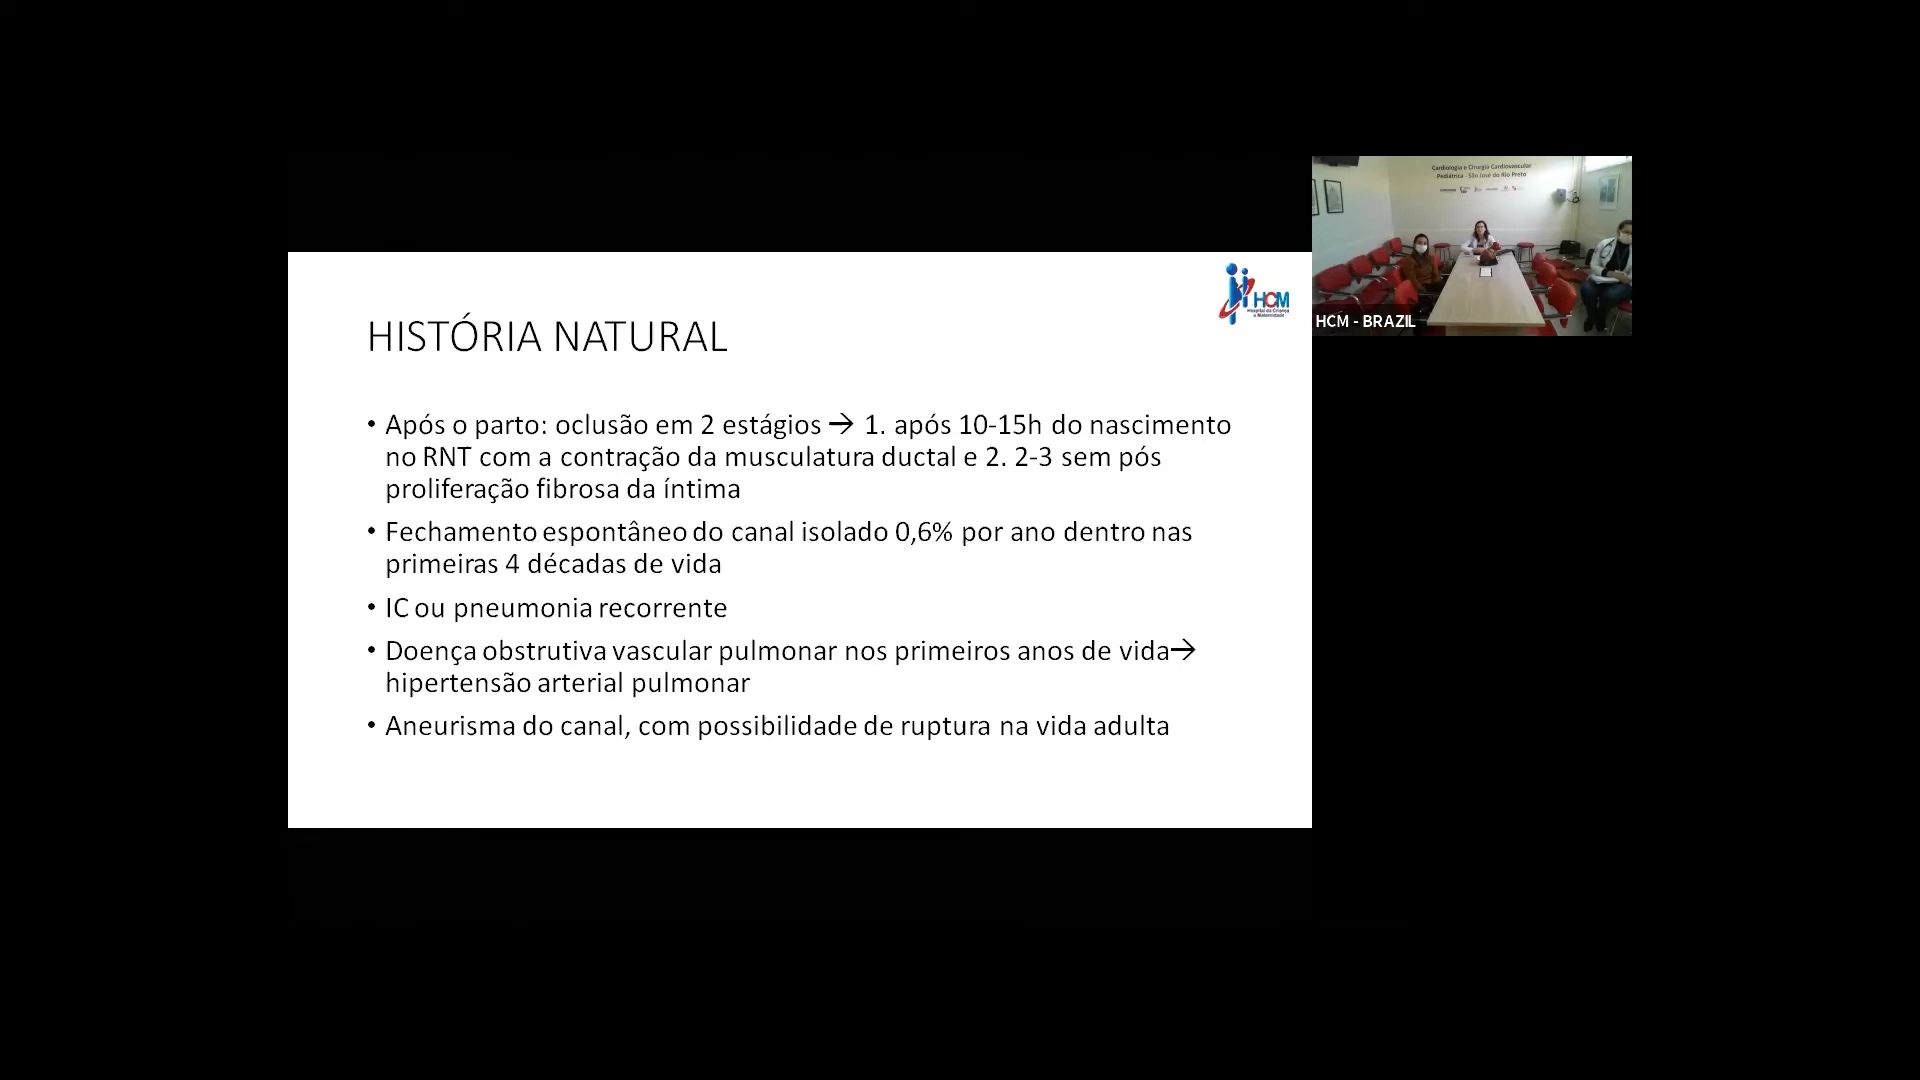 HISTÓRIA NATURAL
• Após o parto: oclusão em 2 estágios → 1. após 10-15h do nascimento
no RNT com a contração da musculatura ductal e 2. 2-3 sem pós
proliferação fibrosa da íntima
• Fechamento espontâneo do canal isolado 0,6% por ano dentro nas
primeiras 4 décadas de vida
• IC ou pneumonia recorrente
• Doença obstrutiva vascular pulmonar nos primeiros anos de vida→
hipertensão arterial pulmonar
• Aneurisma do canal, com possibilidade de ruptura na vida adulta
HCM
Hospital da Criança
e Maternidade
Cardiologia e Cirurgia Cardiovascular
Pediátrica - São José do Rio Preto
HCM - BRAZIL